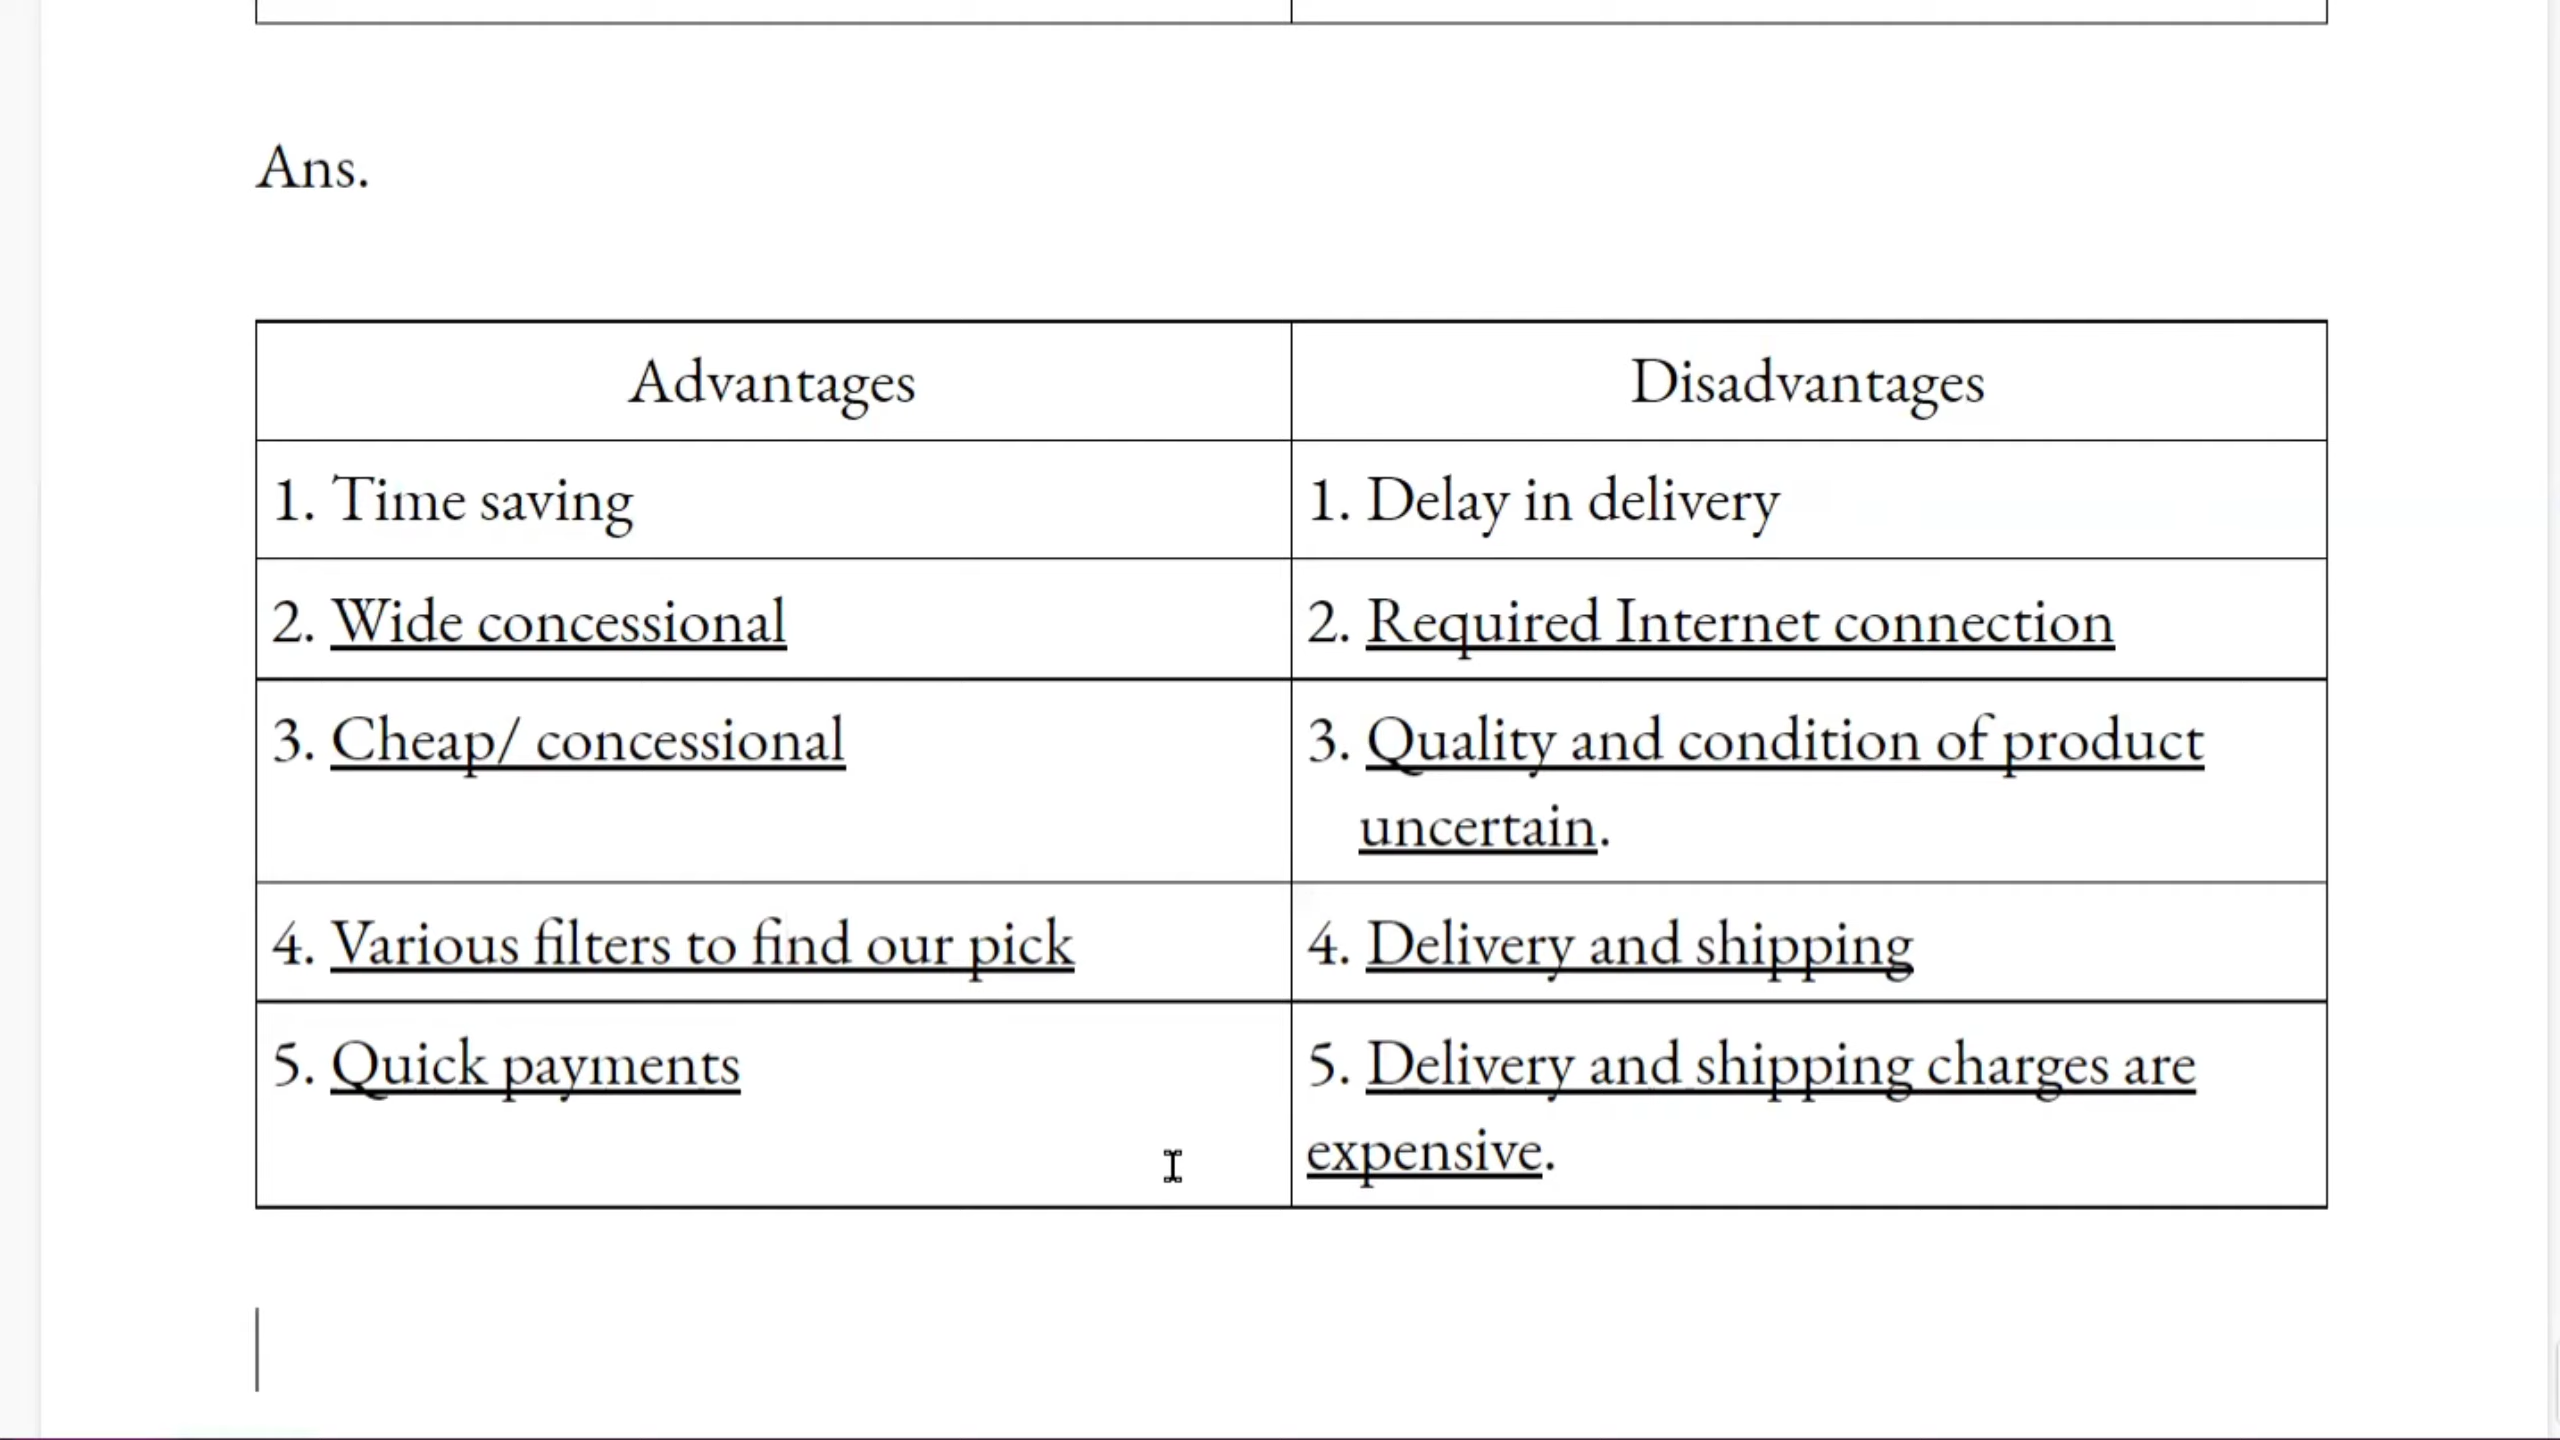 Ans.
Advantages
Disadvantages
1. Time saving
1. Delay in delivery
2. Wide concessional
2. Required Internet connection
3. Cheap/ concessional
3. Quality and condition of product
uncertain.
4. Various filters to find our pick
4. Delivery and shipping
5. Quick payments
5. Delivery and shipping charges are
expensive.